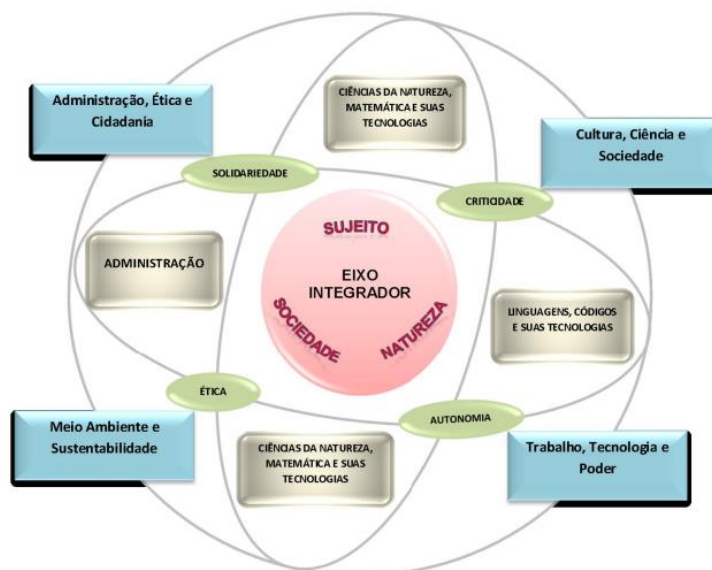 CIÊNCIAS DA NATUREZA,
MATEMÁTICA E SUAS
TECNOLOGIAS
Administração, Ética e
Cidadania
Cultura, Ciência e
Sociedade
SOLIDARIEDADE
CRITICIDADE
SUJEITO
EIXO
INTEGRADOR
SOCIEDADE
NATUREZA
ADMINISTRAÇÃO
LINGUAGENS, CÓDIGOS
E SUAS TECNOLOGIAS
ÉTICA
AUTONOMIA
Meio Ambiente e
Sustentabilidade
CIÊNCIAS DA NATUREZA,
MATEMÁTICA E SUAS
TECNOLOGIAS
Trabalho, Tecnologia e
Poder